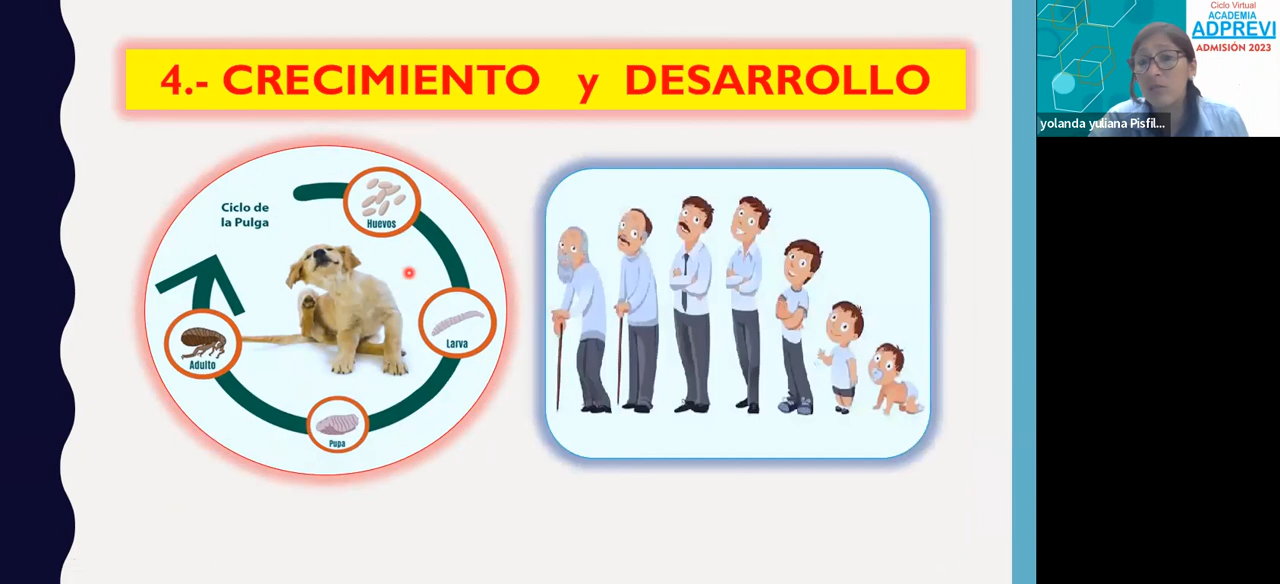 4.- CRECIMIENTO y DESARROLLO
Ciclo de
la Pulga
Huevos
Larva
Pupa
Adulto
Ciclo Virtual
ACADEMIA
ADPREVI
ADMISIÓN 2023
yolanda yuliana Pisfil...